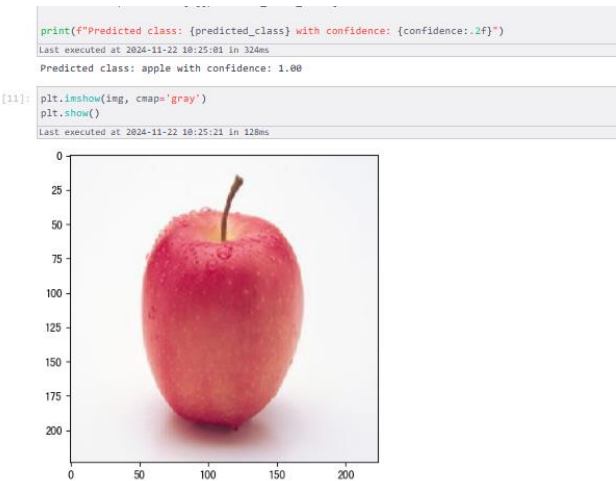 print(f"Predicted class: {predicted_class} with confidence: {confidence:.2f}")
Last executed at 2024-11-22 10:25:01 in 324ms
Predicted class: apple with confidence: 1.00
[11]: plt.imshow(img, cmap='gray')
plt.show()
Last executed at 2024-11-22 10:25:21 in 128ms
0
25
50
75
100
125
150
175
200
0 50 100 150 200